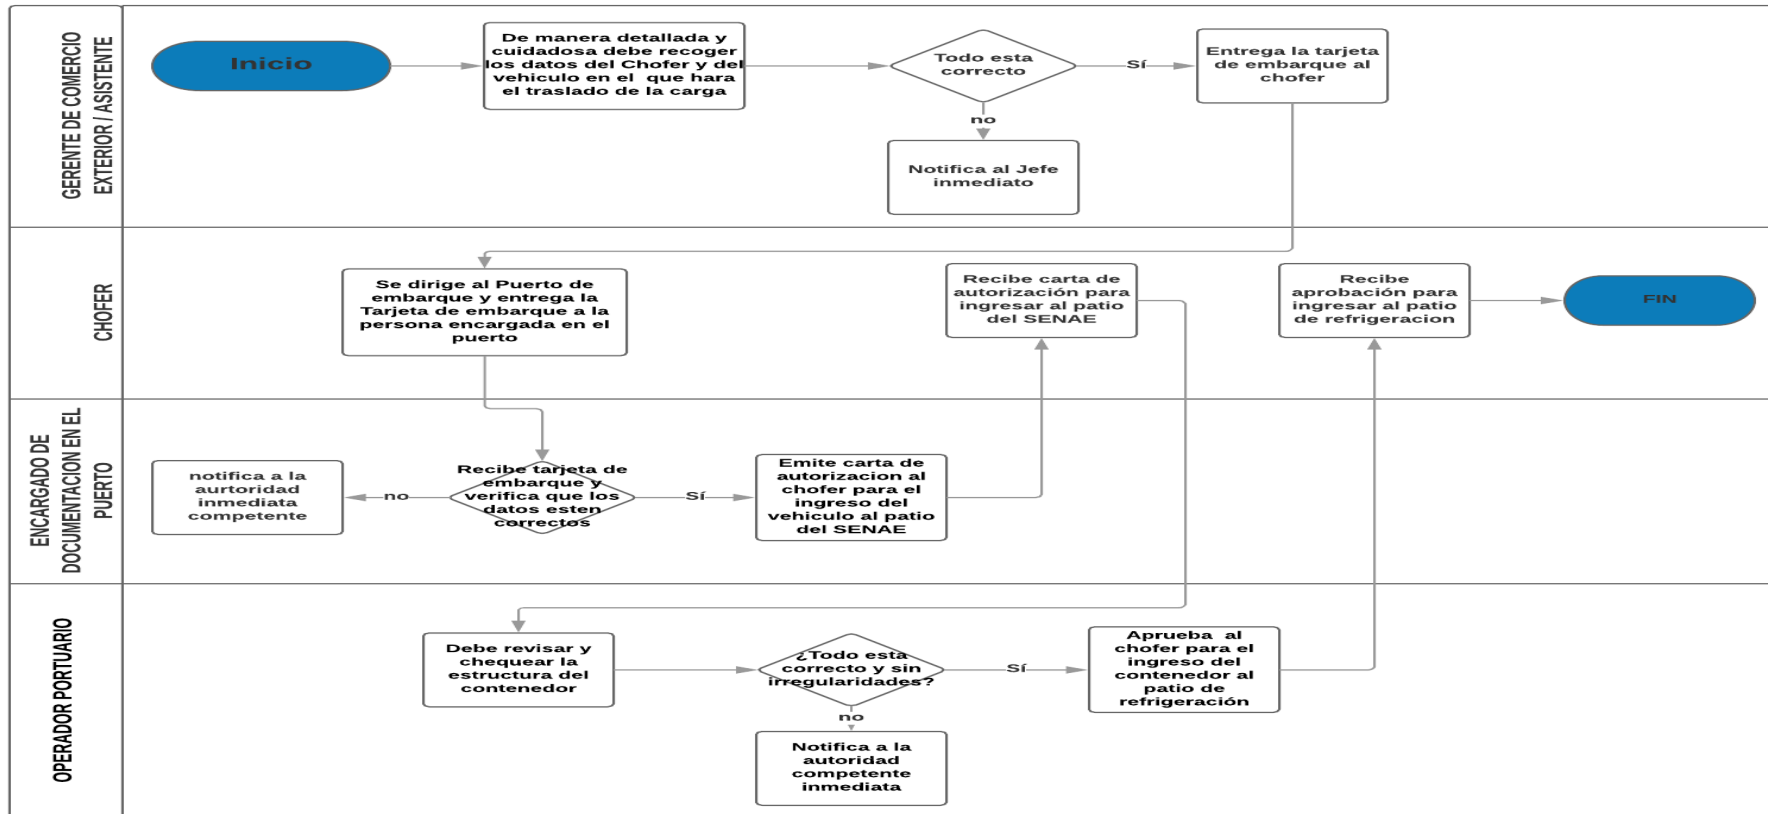 GERENTE DE COMERCIO
EXTERIOR / ASISTENTE
Inicio
De manera detallada y
cuidadosa debe recoger
los datos del Chofer y del
vehiculo en el que hara
el traslado de la carga
Todo esta
correcto
Sí
Entrega la tarjeta
de embarque al
chofer
no
Notifica al Jefe
inmediato
CHOFER
Se dirige al Puerto de
embarque y entrega la
Tarjeta de embarque a la
persona encargada en el
puerto
Recibe carta de
autorización para
ingresar al patio
del SENAE
Recibe
aprobación para
ingresar al patio
de refrigeracion
FIN
ENCARGADO DE
DOCUMENTACION EN EL
PUERTO
notifica a la
aurtoridad
inmediata
competente
no
Recibe tarjeta de
embarque y
verifica que los
datos esten
correctos
Sí
Emite carta de
autorizacion al
chofer para el
ingreso del
vehiculo al patio
del SENAE
OPERADOR PORTUARIO
Debe revisar y
chequear la
estructura del
contenedor
¿Todo esta
correcto y sin
irregularidades?
Sí
Aprueba al
chofer para el
ingreso del
contenedor al
patio de
refrigeración
no
Notifica a la
autoridad
competente
inmediata